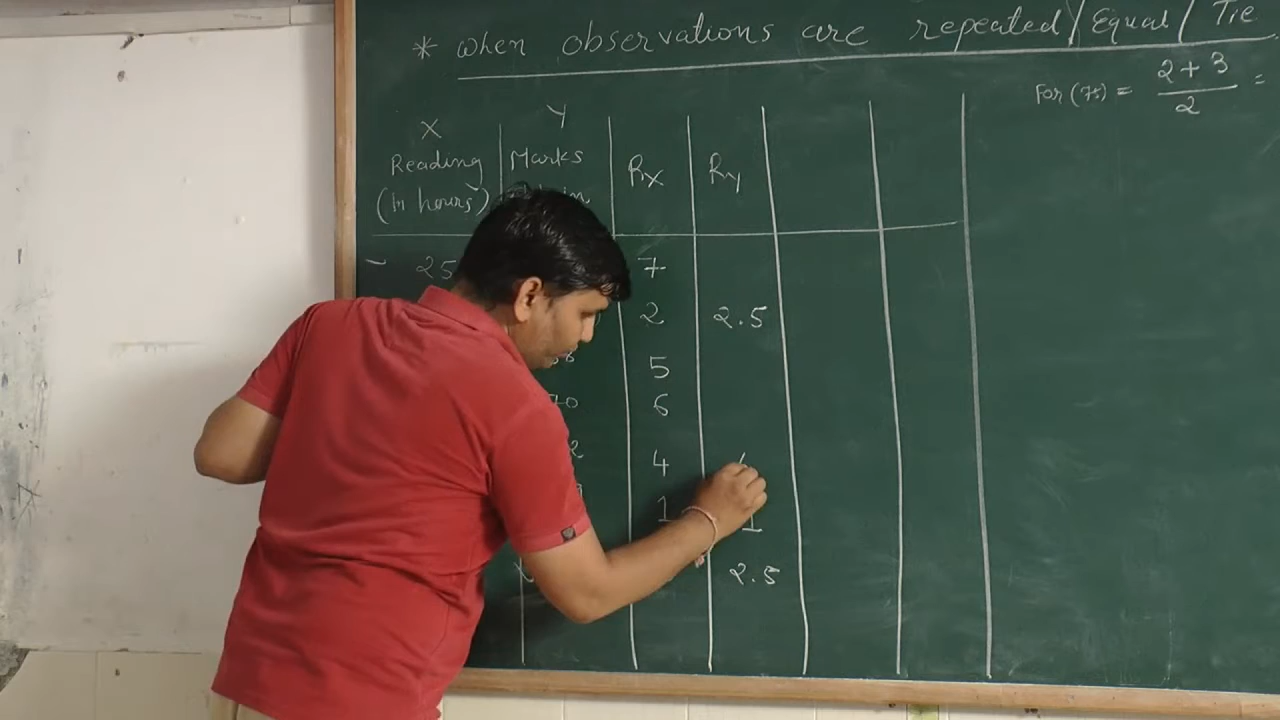 * When observations are repeated/Equal/Tie
For (75) = 2+3 / 2 =
X Y
Reading Marks Rx Ry
(In hours) in
- 25 7
2 2.5
5
6
4
1 1
2.5